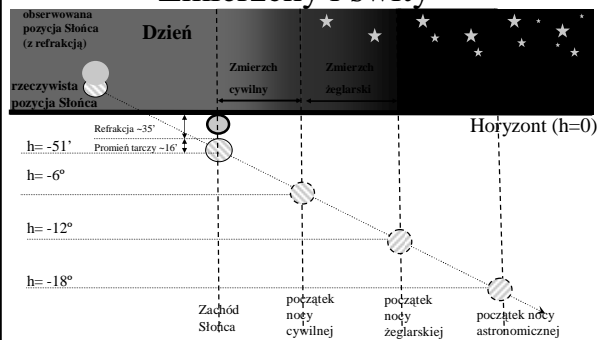 obserwowana
pozycja Słońca
(z refrakcją)
Dzień
rzeczywista
pozycja Słońca
Zmierzch
cywilny
Zmierzch
żeglarski
Horyzont (h=0)
Refrakcja ~35'
Promień tarczy ~16'
h= -51'
h= -6º
h= -12º
h= -18º
Zachód
Słońca
początek
nocy
cywilnej
początek
nocy
żeglarskiej
początek nocy
astronomicznej